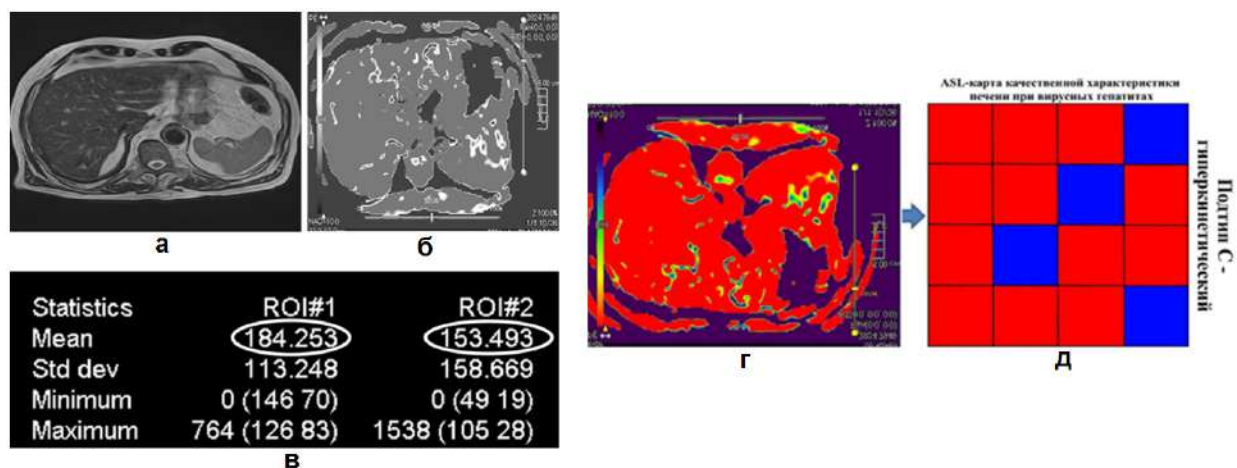 а
б
Statistics ROI#1 ROI#2
Mean 184.253 153.493
Std dev 113.248 158.669
Minimum 0 (146 70) 0 (49 19)
Maximum 764 (126 83) 1538 (105 28)
в
г
ASL-карта качественной характеристики
печени при вирусных гепатитах
Подтип С -
гиперкинетический
д